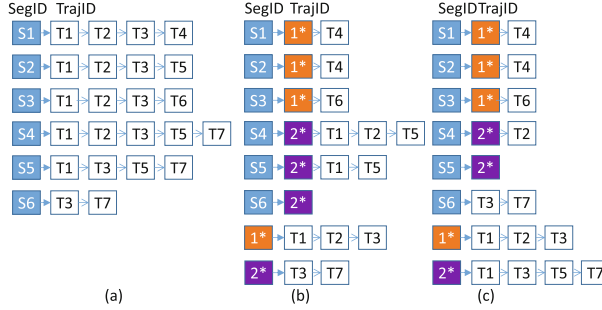 SegID TrajID
S1 T1 T2 T3 T4
S2 T1 T2 T3 T5
S3 T1 T2 T3 T6
S4 T1 T2 T3 T5 T7
S5 T1 T3 T5 T7
S6 T3 T7
(a)
SegID TrajID
S1 1* T4
S2 1* T4
S3 1* T6
S4 2* T1 T2 T5
S5 2* T1 T5
S6 2*
1* T1 T2 T3
2* T3 T7
(b)
SegID TrajID
S1 1* T4
S2 1* T4
S3 1* T6
S4 2* T2
S5 2*
S6 T3 T7
1* T1 T2 T3
2* T1 T3 T5 T7
(c)